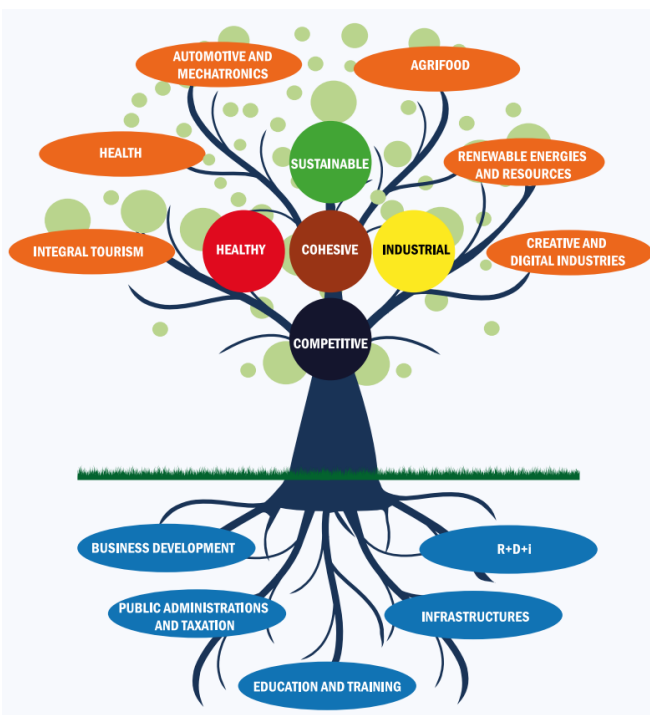 AUTOMOTIVE AND
MECHATRONICS
AGRIFOOD
HEALTH
SUSTAINABLE
RENEWABLE ENERGIES
AND RESOURCES
INTEGRAL TOURISM
HEALTHY
COHESIVE
INDUSTRIAL
CREATIVE AND
DIGITAL INDUSTRIES
COMPETITIVE
BUSINESS DEVELOPMENT
R+D+i
PUBLIC ADMINISTRATIONS
AND TAXATION
INFRASTRUCTURES
EDUCATION AND TRAINING